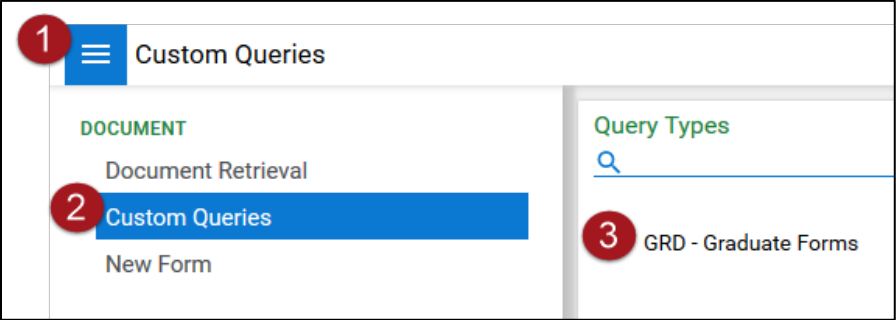 1
Custom Queries
DOCUMENT
Document Retrieval
2
Custom Queries
New Form
Query Types
3
GRD - Graduate Forms